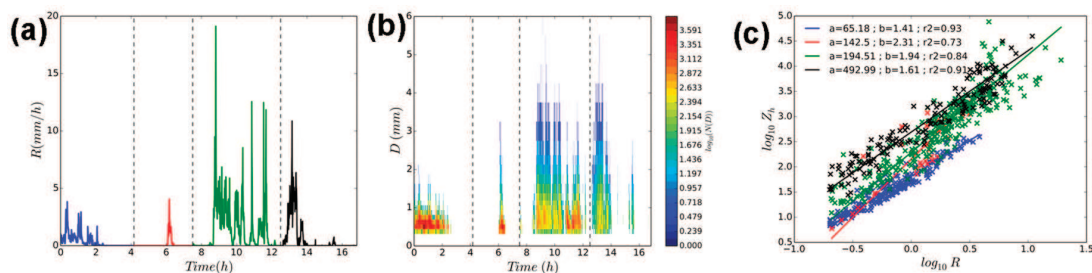 (a)
R(mm/h)
20
15
10
5
0
0 2 4 6 8 10 12 14 16
Time(h)
(b)
D (mm)
6
5
4
3
2
1
0
0 2 4 6 8 10 12 14 16
Time (h)
3.591
3.351
3.112
2.872
2.633
2.394
2.154
1.915
1.675
1.436
1.197
0.957
0.718
0.479
0.239
0.000
log10(N(D))
(c)
log10 Zh
5.0
4.5
4.0
3.5
3.0
2.5
2.0
1.5
1.0
0.5
a=65.18 ; b=1.41 ; r2=0.93
a=142.5 ; b=2.31 ; r2=0.73
a=194.51 ; b=1.94 ; r2=0.84
a=492.99 ; b=1.61 ; r2=0.91
-1.0 -0.5 0.0 0.5 1.0 1.5
log10 R